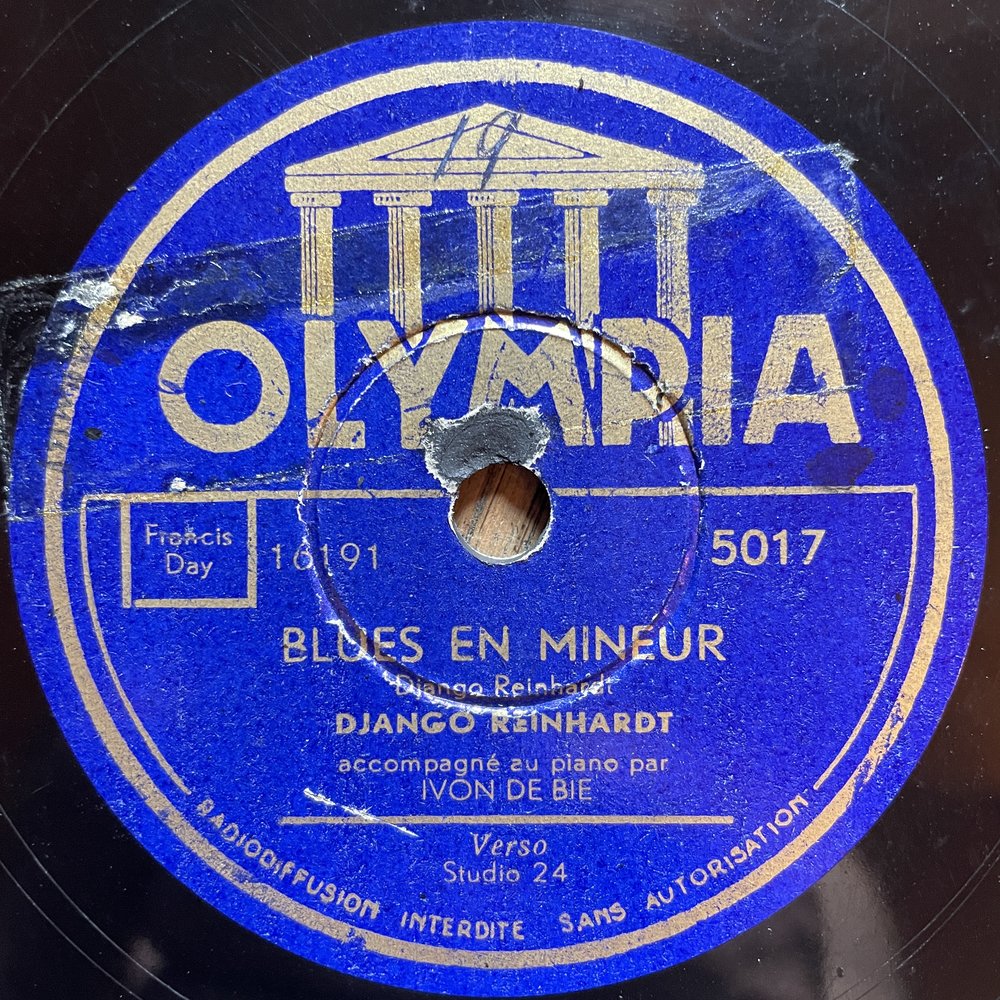 19
OLYMPIA
Francis
Day
16191
5017
BLUES EN MINEUR
Django Reinhardt
DJANGO REINHARDT
accompagné au piano par
IVON DE BIE
Verso
Studio 24
RADIODIFFUSION INTERDITE SANS AUTORISATION